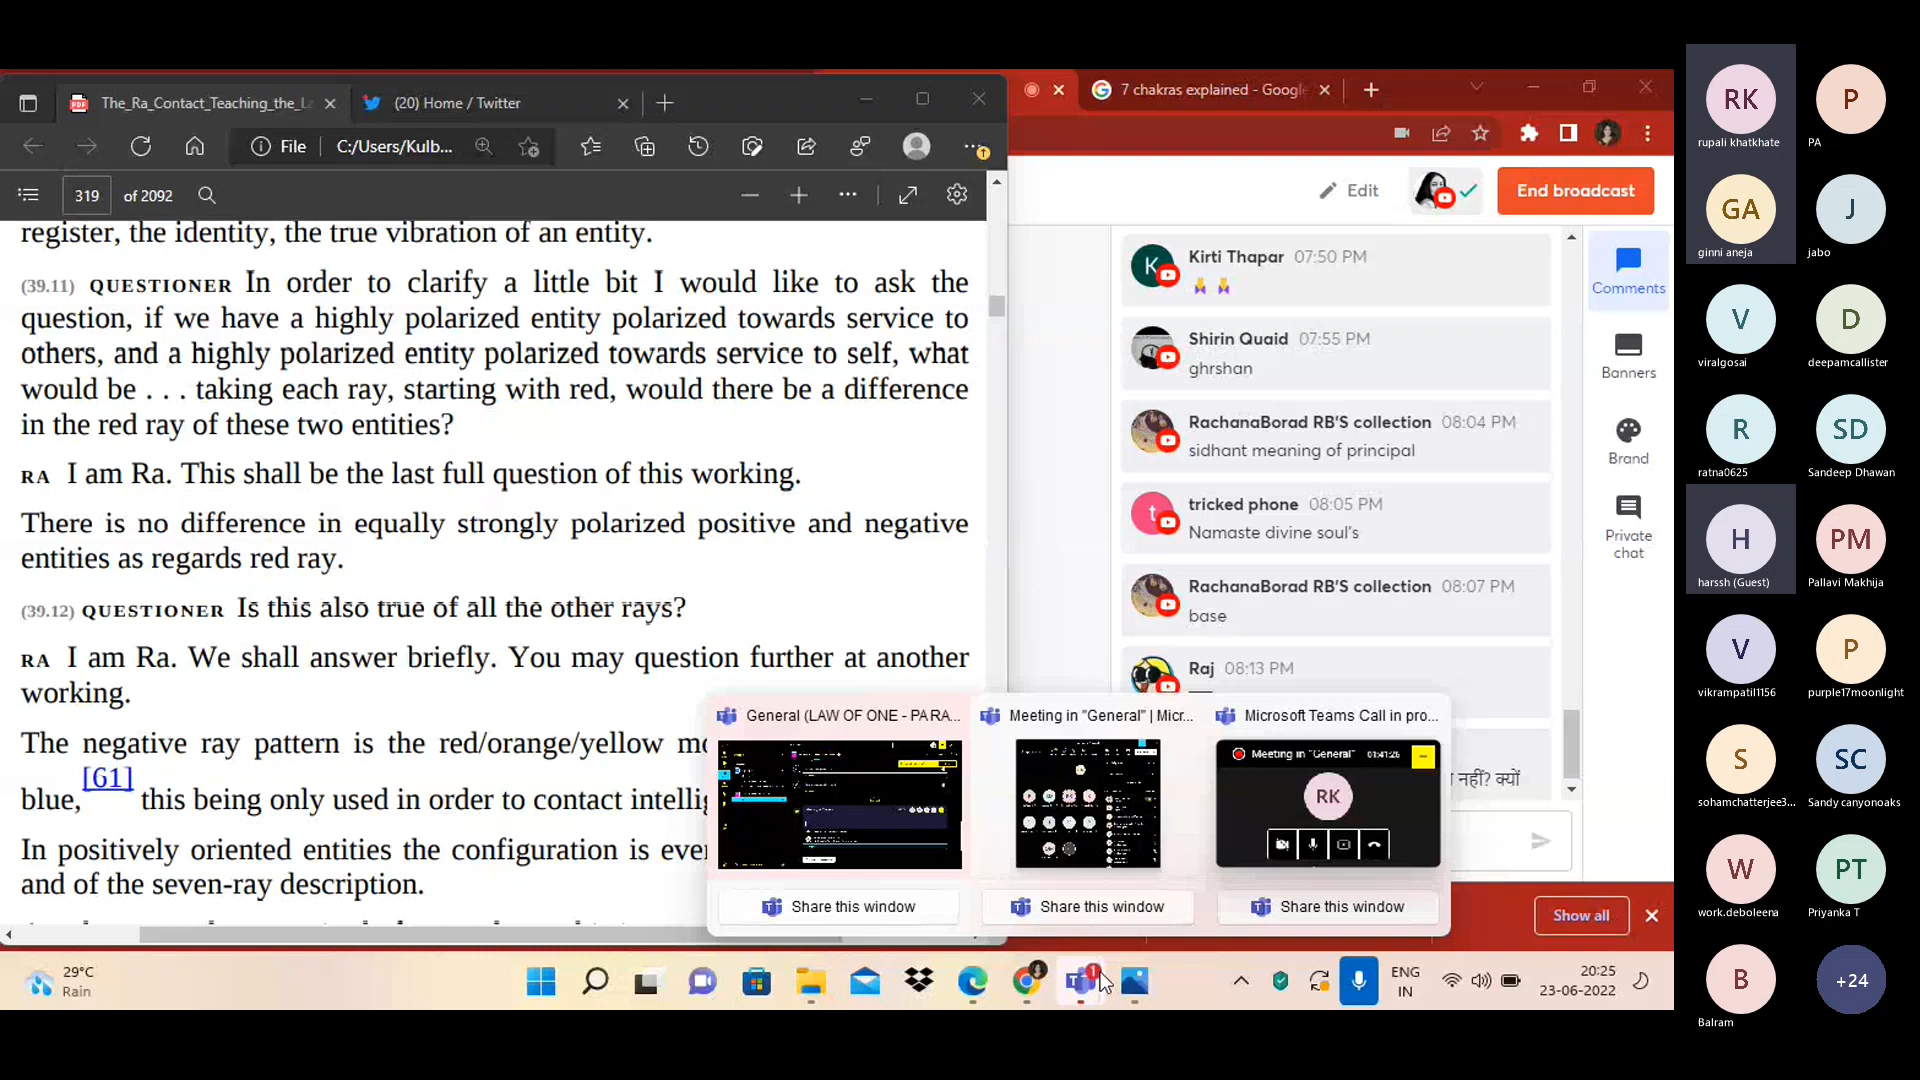 The_Ra_Contact_Teaching_the_La
(20) Home / Twitter
7 chakras explained - Google
File
C:/Users/Kulb...
319
of 2092
register, the identity, the true vibration of an entity.
(39.11) QUESTIONER In order to clarify a little bit I would like to ask the
question, if we have a highly polarized entity polarized towards service to
others, and a highly polarized entity polarized towards service to self, what
would be . . . taking each ray, starting with red, would there be a difference
in the red ray of these two entities?
RA I am Ra. This shall be the last full question of this working.
There is no difference in equally strongly polarized positive and negative
entities as regards red ray.
(39.12) QUESTIONER Is this also true of all the other rays?
RA I am Ra. We shall answer briefly. You may question further at another
working.
The negative ray pattern is the red/orange/yellow mo
blue,[61] this being only used in order to contact intellig
In positively oriented entities the configuration is ever
and of the seven-ray description.
Edit
End broadcast
K
Kirti Thapar 07:50 PM
Shirin Quaid 07:55 PM
ghrshan
RachanaBorad RB'S collection 08:04 PM
sidhant meaning of principal
t
tricked phone 08:05 PM
Namaste divine soul's
RachanaBorad RB'S collection 08:07 PM
base
Raj 08:13 PM
नहीं? क्यों
Comments
Banners
Brand
Private
chat
General (LAW OF ONE - PA RA...
Meeting in "General" | Micr...
Microsoft Teams Call in pro...
Meeting in "General"
01:41:26
RK
Share this window
Share this window
Share this window
Show all
29°C
Rain
1
ENG
IN
20:25
23-06-2022
RK
rupali khatkhate
P
PA
GA
ginni aneja
J
jabo
V
viralgosai
D
deepamcallister
R
ratna0625
SD
Sandeep Dhawan
H
harssh (Guest)
PM
Pallavi Makhija
V
vikrampatil1156
P
purple17moonlight
S
sohamchatterjee3...
SC
Sandy canyonoaks
W
work.deboleena
PT
Priyanka T
B
Balram
+24